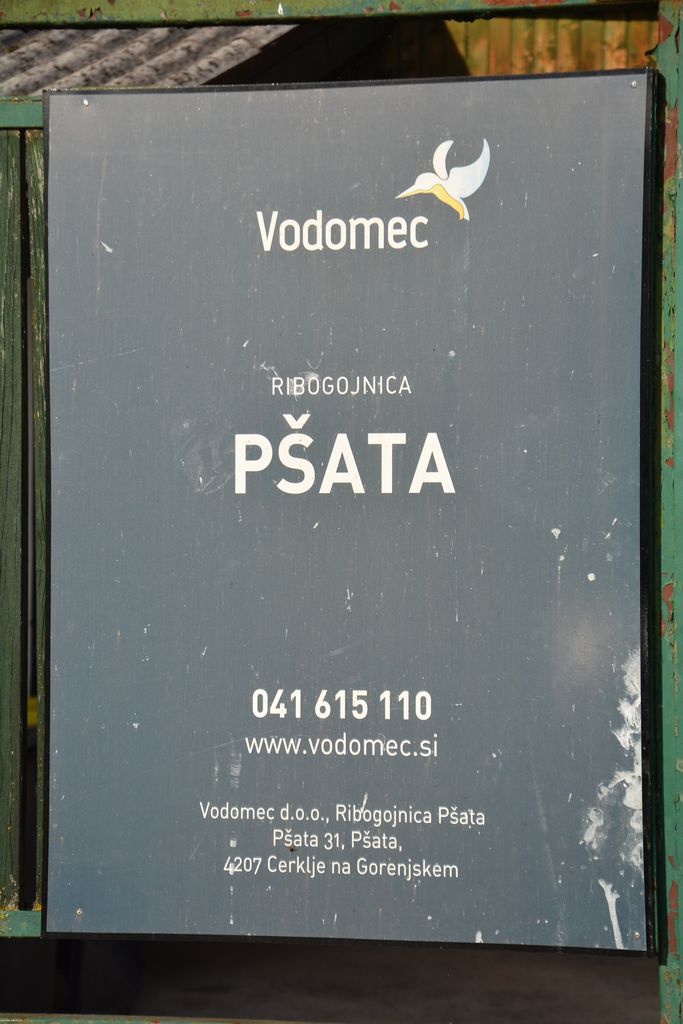 Vodomec
RIBOGOJNICA
PŠATA
041 615 110
www.vodomec.si
Vodomec d.o.o., Ribogojnica Pšata
Pšata 31, Pšata,
4207 Cerklje na Gorenjskem